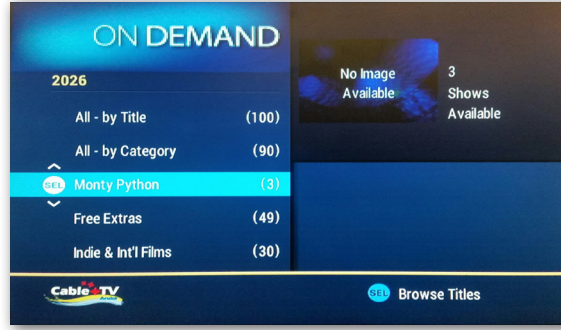 ON DEMAND
2026
All - by Title (100)
All - by Category (90)
SEL Monty Python (3)
Free Extras (49)
Indie & Int'l Films (30)
No Image
Available
3
Shows
Available
Cable TV
SEL Browse Titles